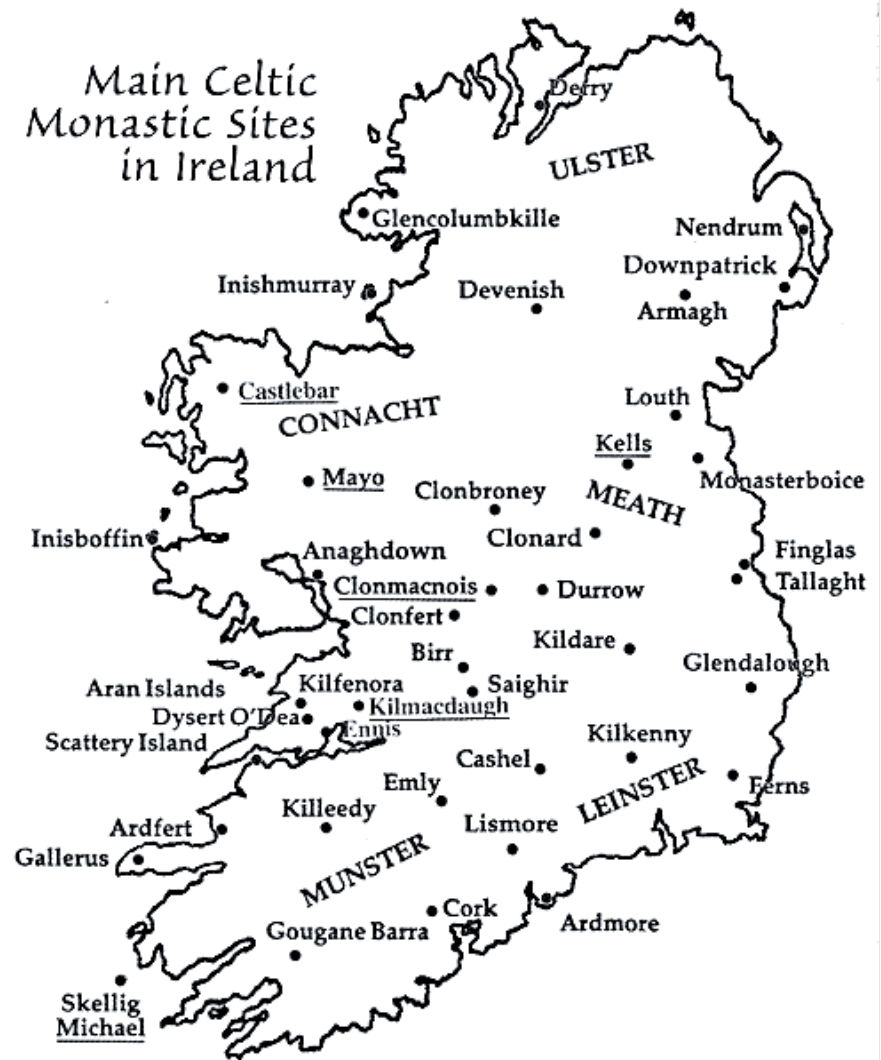 Main Celtic
Monastic Sites
in Ireland
Derry
ULSTER
Glencolumbkille
Nendrum
Downpatrick
Inishmurray
Devenish
Armagh
Castlebar
CONNACHT
Louth
Kells
Mayo
Monasterboice
Clonbroney
MEATH
Inisboffin
Clonard
Anaghdown
Finglas
Clonmacnois
Durrow
Tallaght
Clonfert
Kildare
Birr
Glendalough
Aran Islands
Kilfenora
Saighir
Dysert O'Dea
Kilmacdaugh
Ennis
Scattery Island
Kilkenny
Cashel
Emly
LEINSTER
Ferns
Killeedy
Ardfert
Lismore
Gallerus
MUNSTER
Cork
Ardmore
Gougane Barra
Skellig
Michael